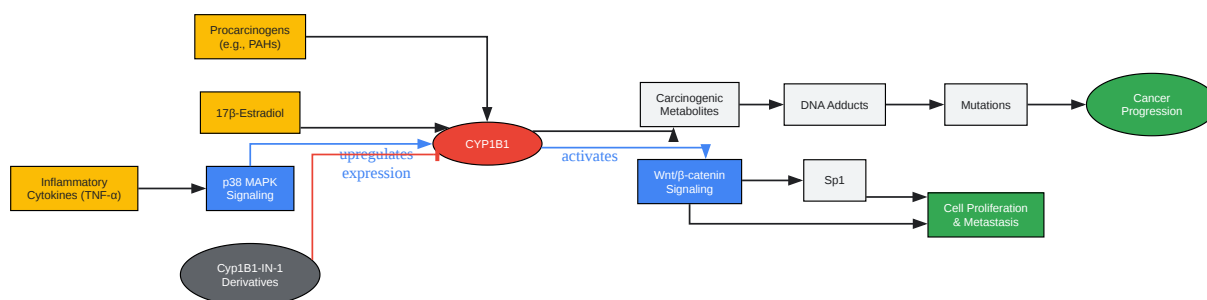 Procarcinogens
(e.g., PAHs)
17β-Estradiol
Inflammatory
Cytokines (TNF-α)
p38 MAPK
Signaling
upregulates
expression
Cyp1B1-IN-1
Derivatives
CYP1B1
activates
Carcinogenic
Metabolites
DNA Adducts
Mutations
Cancer
Progression
Wnt/β-catenin
Signaling
Sp1
Cell Proliferation
& Metastasis